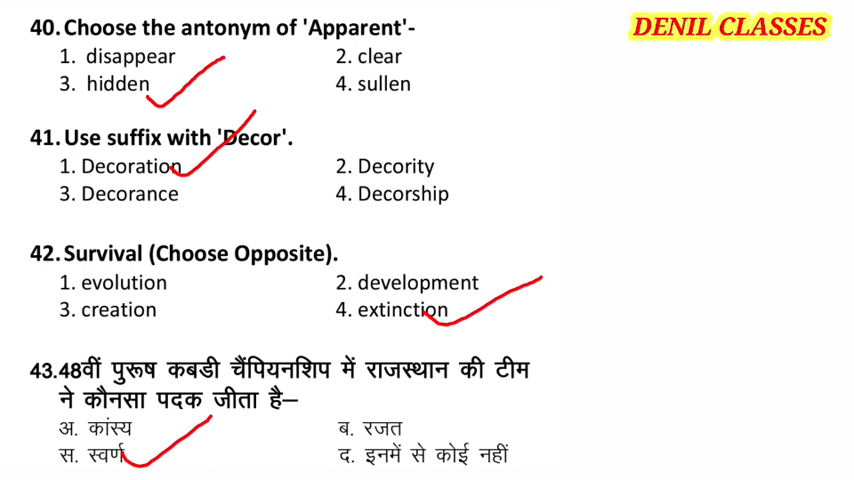 DENIL CLASSES
40. Choose the antonym of 'Apparent'-
1. disappear 2. clear
3. hidden 4. sullen
41. Use suffix with 'Decor'.
1. Decoration 2. Decority
3. Decorance 4. Decorship
42. Survival (Choose Opposite).
1. evolution 2. development
3. creation 4. extinction
43.48वीं पुरूष कबडी चैंपियनशिप में राजस्थान की टीम
ने कौनसा पदक जीता है–
अ. कांस्य ब. रजत
स. स्वर्ण द. इनमें से कोई नहीं